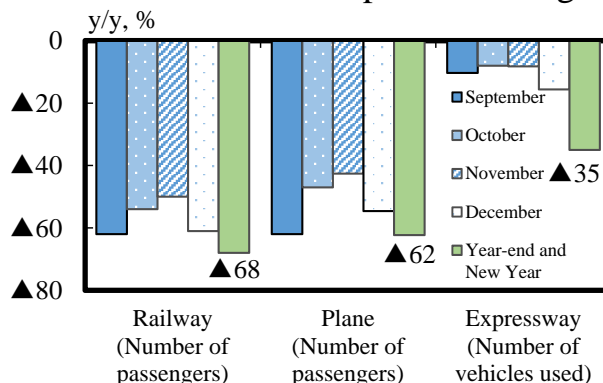 y/y, %
0
▲20
▲40
▲60
▲80
September
October
November
December
Year-end and
New Year
▲68
▲62
▲35
Railway
(Number of
passengers)
Plane
(Number of
passengers)
Expressway
(Number of
vehicles used)